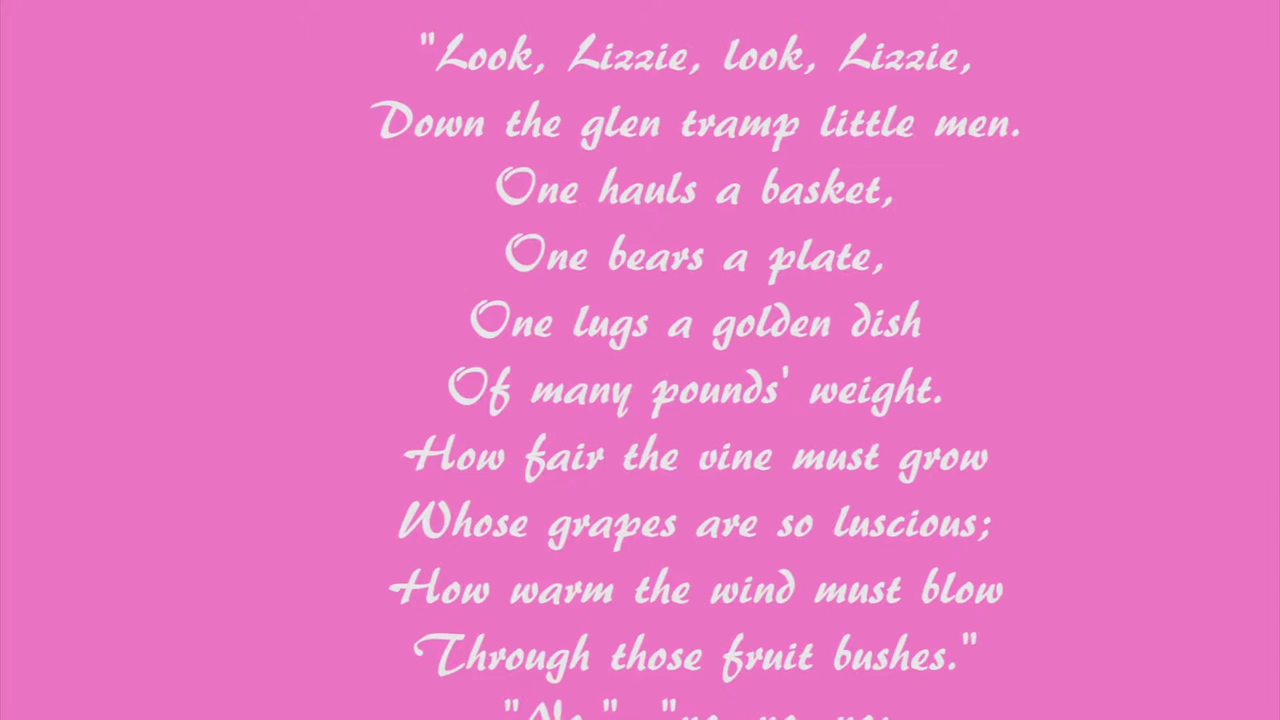 "Look, Lizzie, look, Lizzie,
Down the glen tramp little men.
One hauls a basket,
One bears a plate,
One lugs a golden dish
Of many pounds' weight.
How fair the vine must grow
Whose grapes are so luscious;
How warm the wind must blow
Through those fruit bushes."